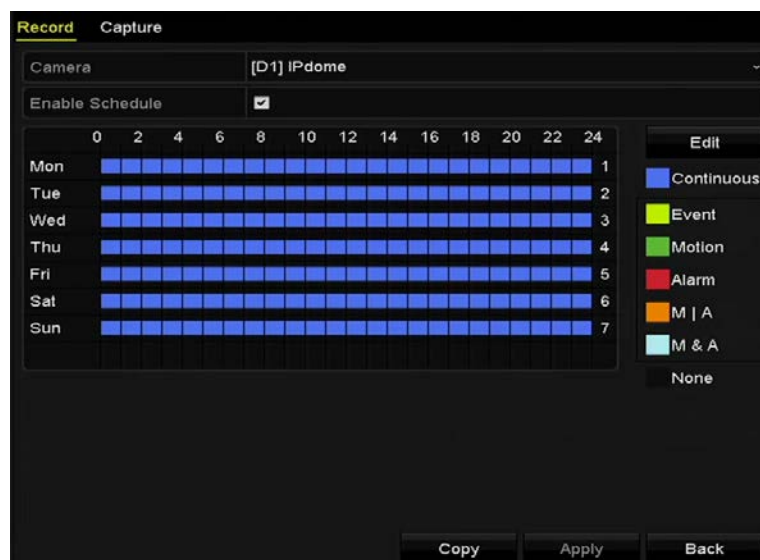 Record Capture
Camera [D1] IPdome
Enable Schedule
0 2 4 6 8 10 12 14 16 18 20 22 24
Edit
Mon 1
Continuous
Tue 2
Wed 3
Event
Thu 4
Motion
Fri 5
Alarm
Sat 6
M | A
Sun 7
M & A
None
Copy Apply Back